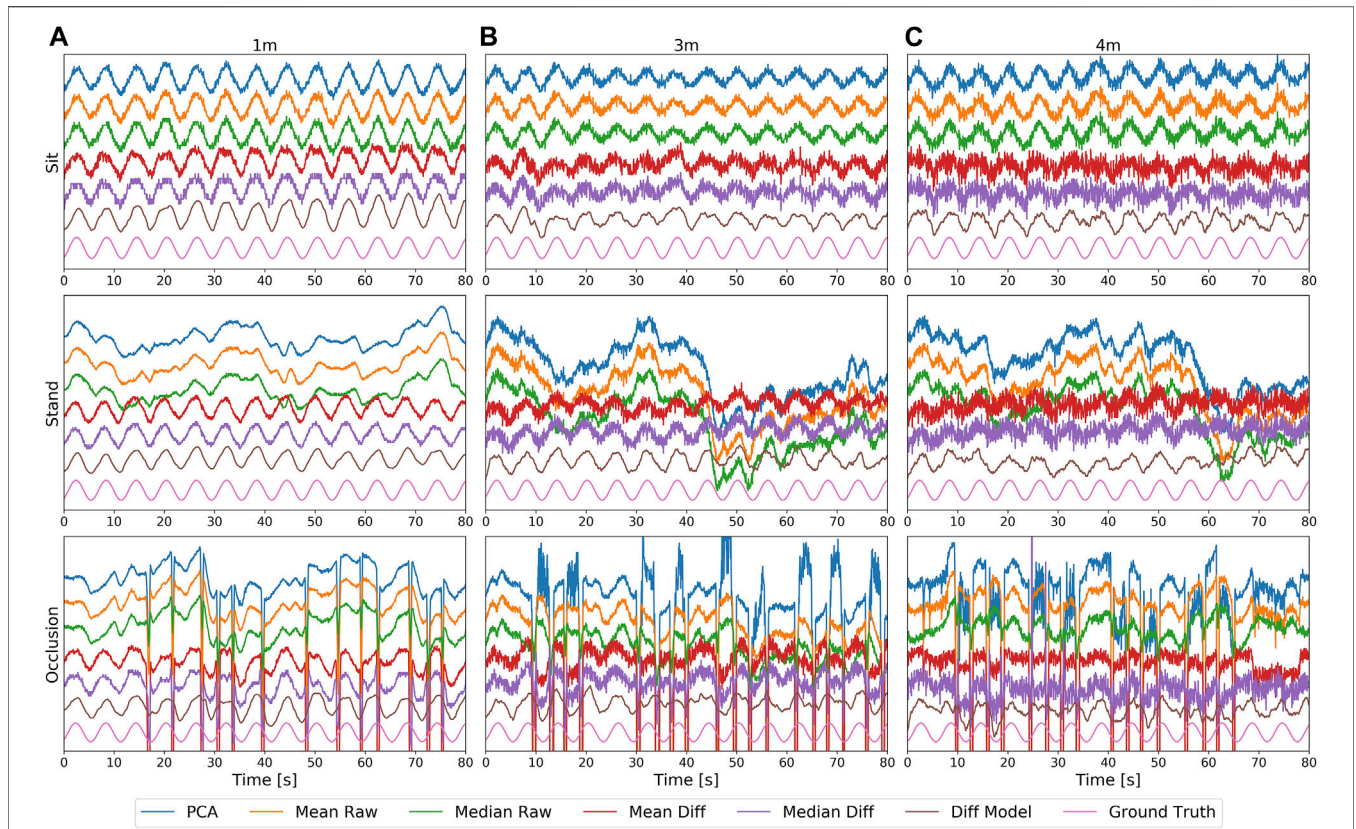 A B C
1m 3m 4m
Sit
0 10 20 30 40 50 60 70 80 0 10 20 30 40 50 60 70 80 0 10 20 30 40 50 60 70 80
Stand
0 10 20 30 40 50 60 70 80 0 10 20 30 40 50 60 70 80 0 10 20 30 40 50 60 70 80
Occlusion
0 10 20 30 40 50 60 70 80 0 10 20 30 40 50 60 70 80 0 10 20 30 40 50 60 70 80
Time [s] Time [s] Time [s]
PCA Mean Raw Median Raw Mean Diff Median Diff Diff Model Ground Truth